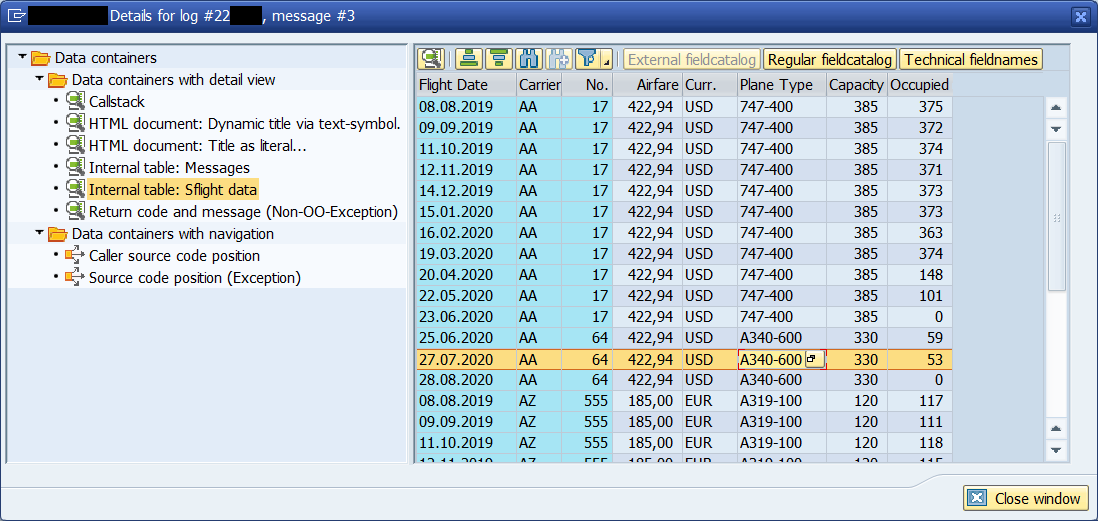 Details for log #22 , message #3
Data containers
Data containers with detail view
Callstack
HTML document: Dynamic title via text-symbol.
HTML document: Title as literal...
Internal table: Messages
Internal table: Sflight data
Return code and message (Non-OO-Exception)
Data containers with navigation
Caller source code position
Source code position (Exception)
External fieldcatalog Regular fieldcatalog Technical fieldnames
Flight Date Carrier No. Airfare Curr. Plane Type Capacity Occupied
08.08.2019 AA 17 422,94 USD 747-400 385 375
09.09.2019 AA 17 422,94 USD 747-400 385 372
11.10.2019 AA 17 422,94 USD 747-400 385 374
12.11.2019 AA 17 422,94 USD 747-400 385 371
14.12.2019 AA 17 422,94 USD 747-400 385 373
15.01.2020 AA 17 422,94 USD 747-400 385 373
16.02.2020 AA 17 422,94 USD 747-400 385 363
19.03.2020 AA 17 422,94 USD 747-400 385 374
20.04.2020 AA 17 422,94 USD 747-400 385 148
22.05.2020 AA 17 422,94 USD 747-400 385 101
23.06.2020 AA 17 422,94 USD 747-400 385 0
25.06.2020 AA 64 422,94 USD A340-600 330 59
27.07.2020 AA 64 422,94 USD A340-600 330 53
28.08.2020 AA 64 422,94 USD A340-600 330 0
08.08.2019 AZ 555 185,00 EUR A319-100 120 117
09.09.2019 AZ 555 185,00 EUR A319-100 120 111
11.10.2019 AZ 555 185,00 EUR A319-100 120 118
12.11.2019 AZ 555 185,00 EUR A319-100 120 115
Close window